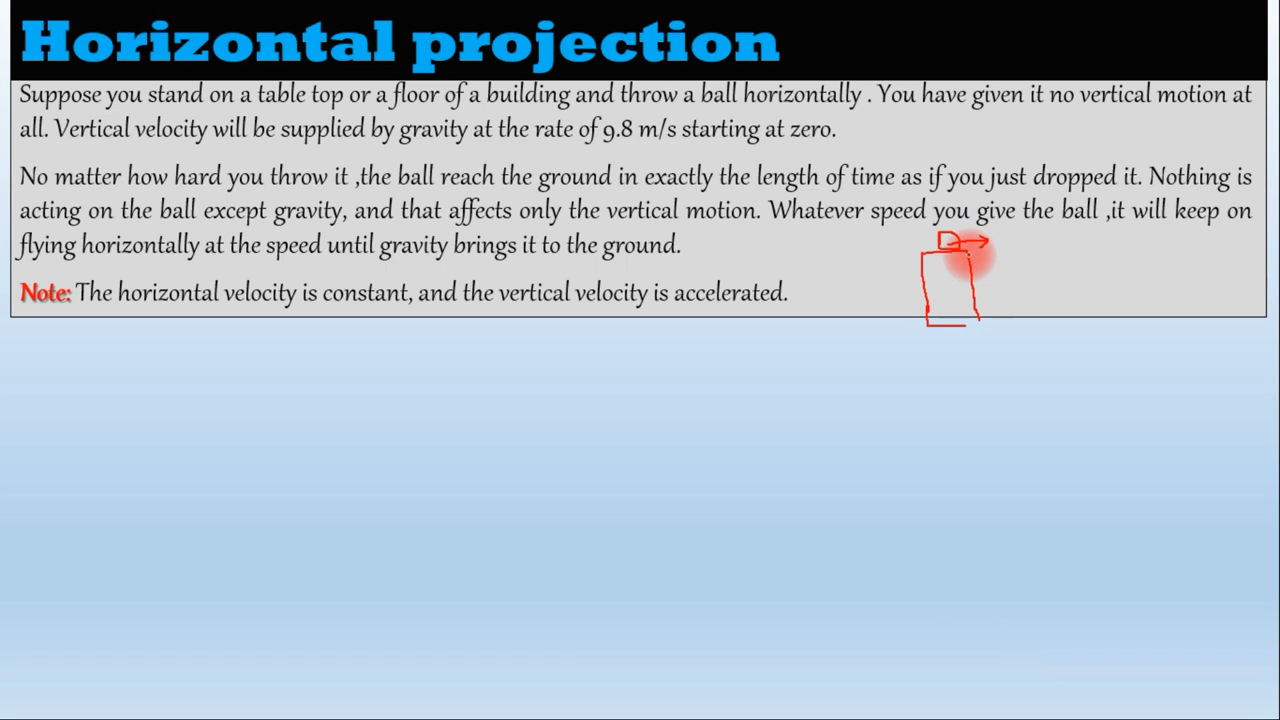 Horizontal projection
Suppose you stand on a table top or a floor of a building and throw a ball horizontally . You have given it no vertical motion at
all. Vertical velocity will be supplied by gravity at the rate of 9.8 m/s starting at zero.
No matter how hard you throw it ,the ball reach the ground in exactly the length of time as if you just dropped it. Nothing is
acting on the ball except gravity, and that affects only the vertical motion. Whatever speed you give the ball ,it will keep on
flying horizontally at the speed until gravity brings it to the ground.
Note: The horizontal velocity is constant, and the vertical velocity is accelerated.